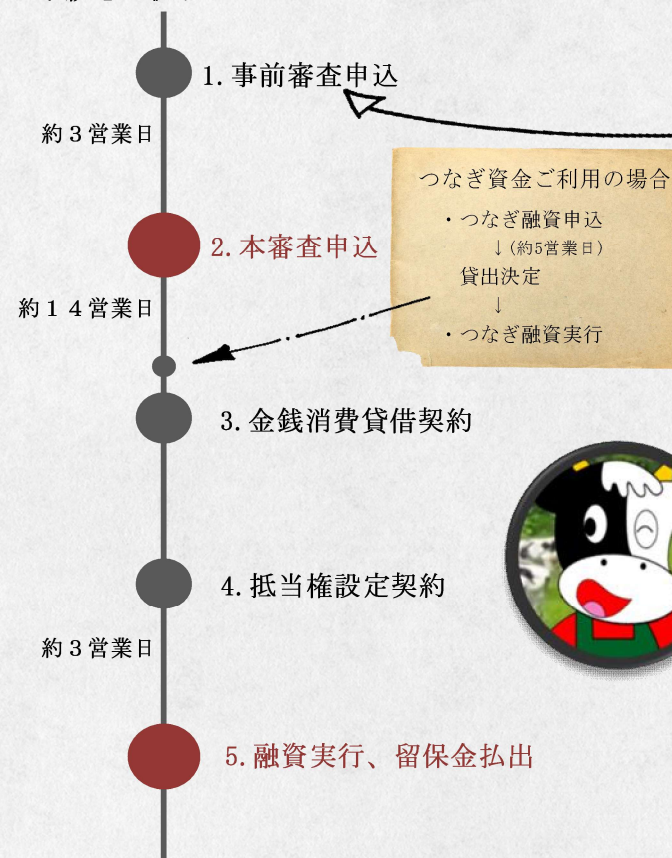 1.事前審査申込
約3営業日
つなぎ資金ご利用の場合
・つなぎ融資申込
↓(約5営業日)
貸出決定
↓
・つなぎ融資実行
2.本審査申込
約14営業日
3.金銭消費貸借契約
4.抵当権設定契約
約3営業日
5.融資実行、留保金払出